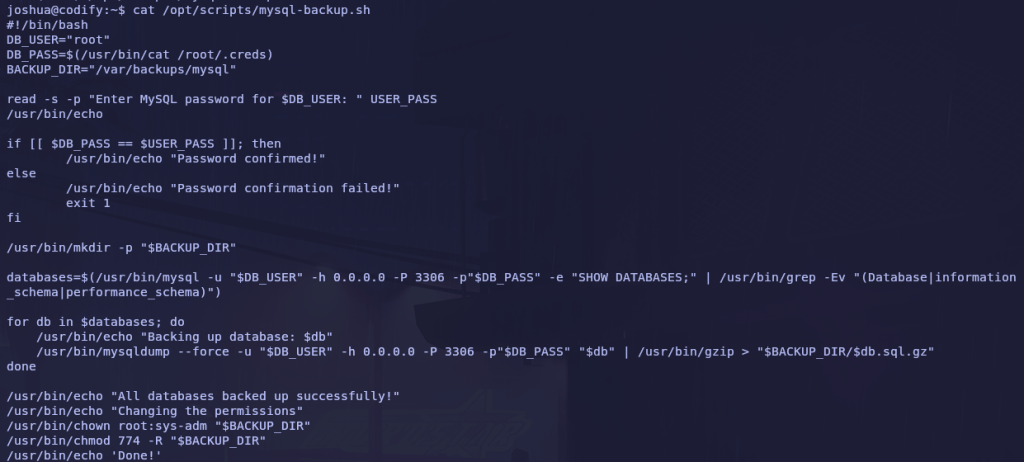 joshua@codify:~$ cat /opt/scripts/mysql-backup.sh
#!/bin/bash
DB_USER="root"
DB_PASS=$(/usr/bin/cat /root/.creds)
BACKUP_DIR="/var/backups/mysql"

read -s -p "Enter MySQL password for $DB_USER: " USER_PASS
/usr/bin/echo

if [[ $DB_PASS == $USER_PASS ]]; then
        /usr/bin/echo "Password confirmed!"
else
        /usr/bin/echo "Password confirmation failed!"
        exit 1
fi

/usr/bin/mkdir -p "$BACKUP_DIR"

databases=$(/usr/bin/mysql -u "$DB_USER" -h 0.0.0.0 -P 3306 -p"$DB_PASS" -e "SHOW DATABASES;" | /usr/bin/grep -Ev "(Database|information
_schema|performance_schema)")

for db in $databases; do
    /usr/bin/echo "Backing up database: $db"
    /usr/bin/mysqldump --force -u "$DB_USER" -h 0.0.0.0 -P 3306 -p"$DB_PASS" "$db" | /usr/bin/gzip > "$BACKUP_DIR/$db.sql.gz"
done

/usr/bin/echo "All databases backed up successfully!"
/usr/bin/echo "Changing the permissions"
/usr/bin/chown root:sys-adm "$BACKUP_DIR"
/usr/bin/chmod 774 -R "$BACKUP_DIR"
/usr/bin/echo 'Done!'